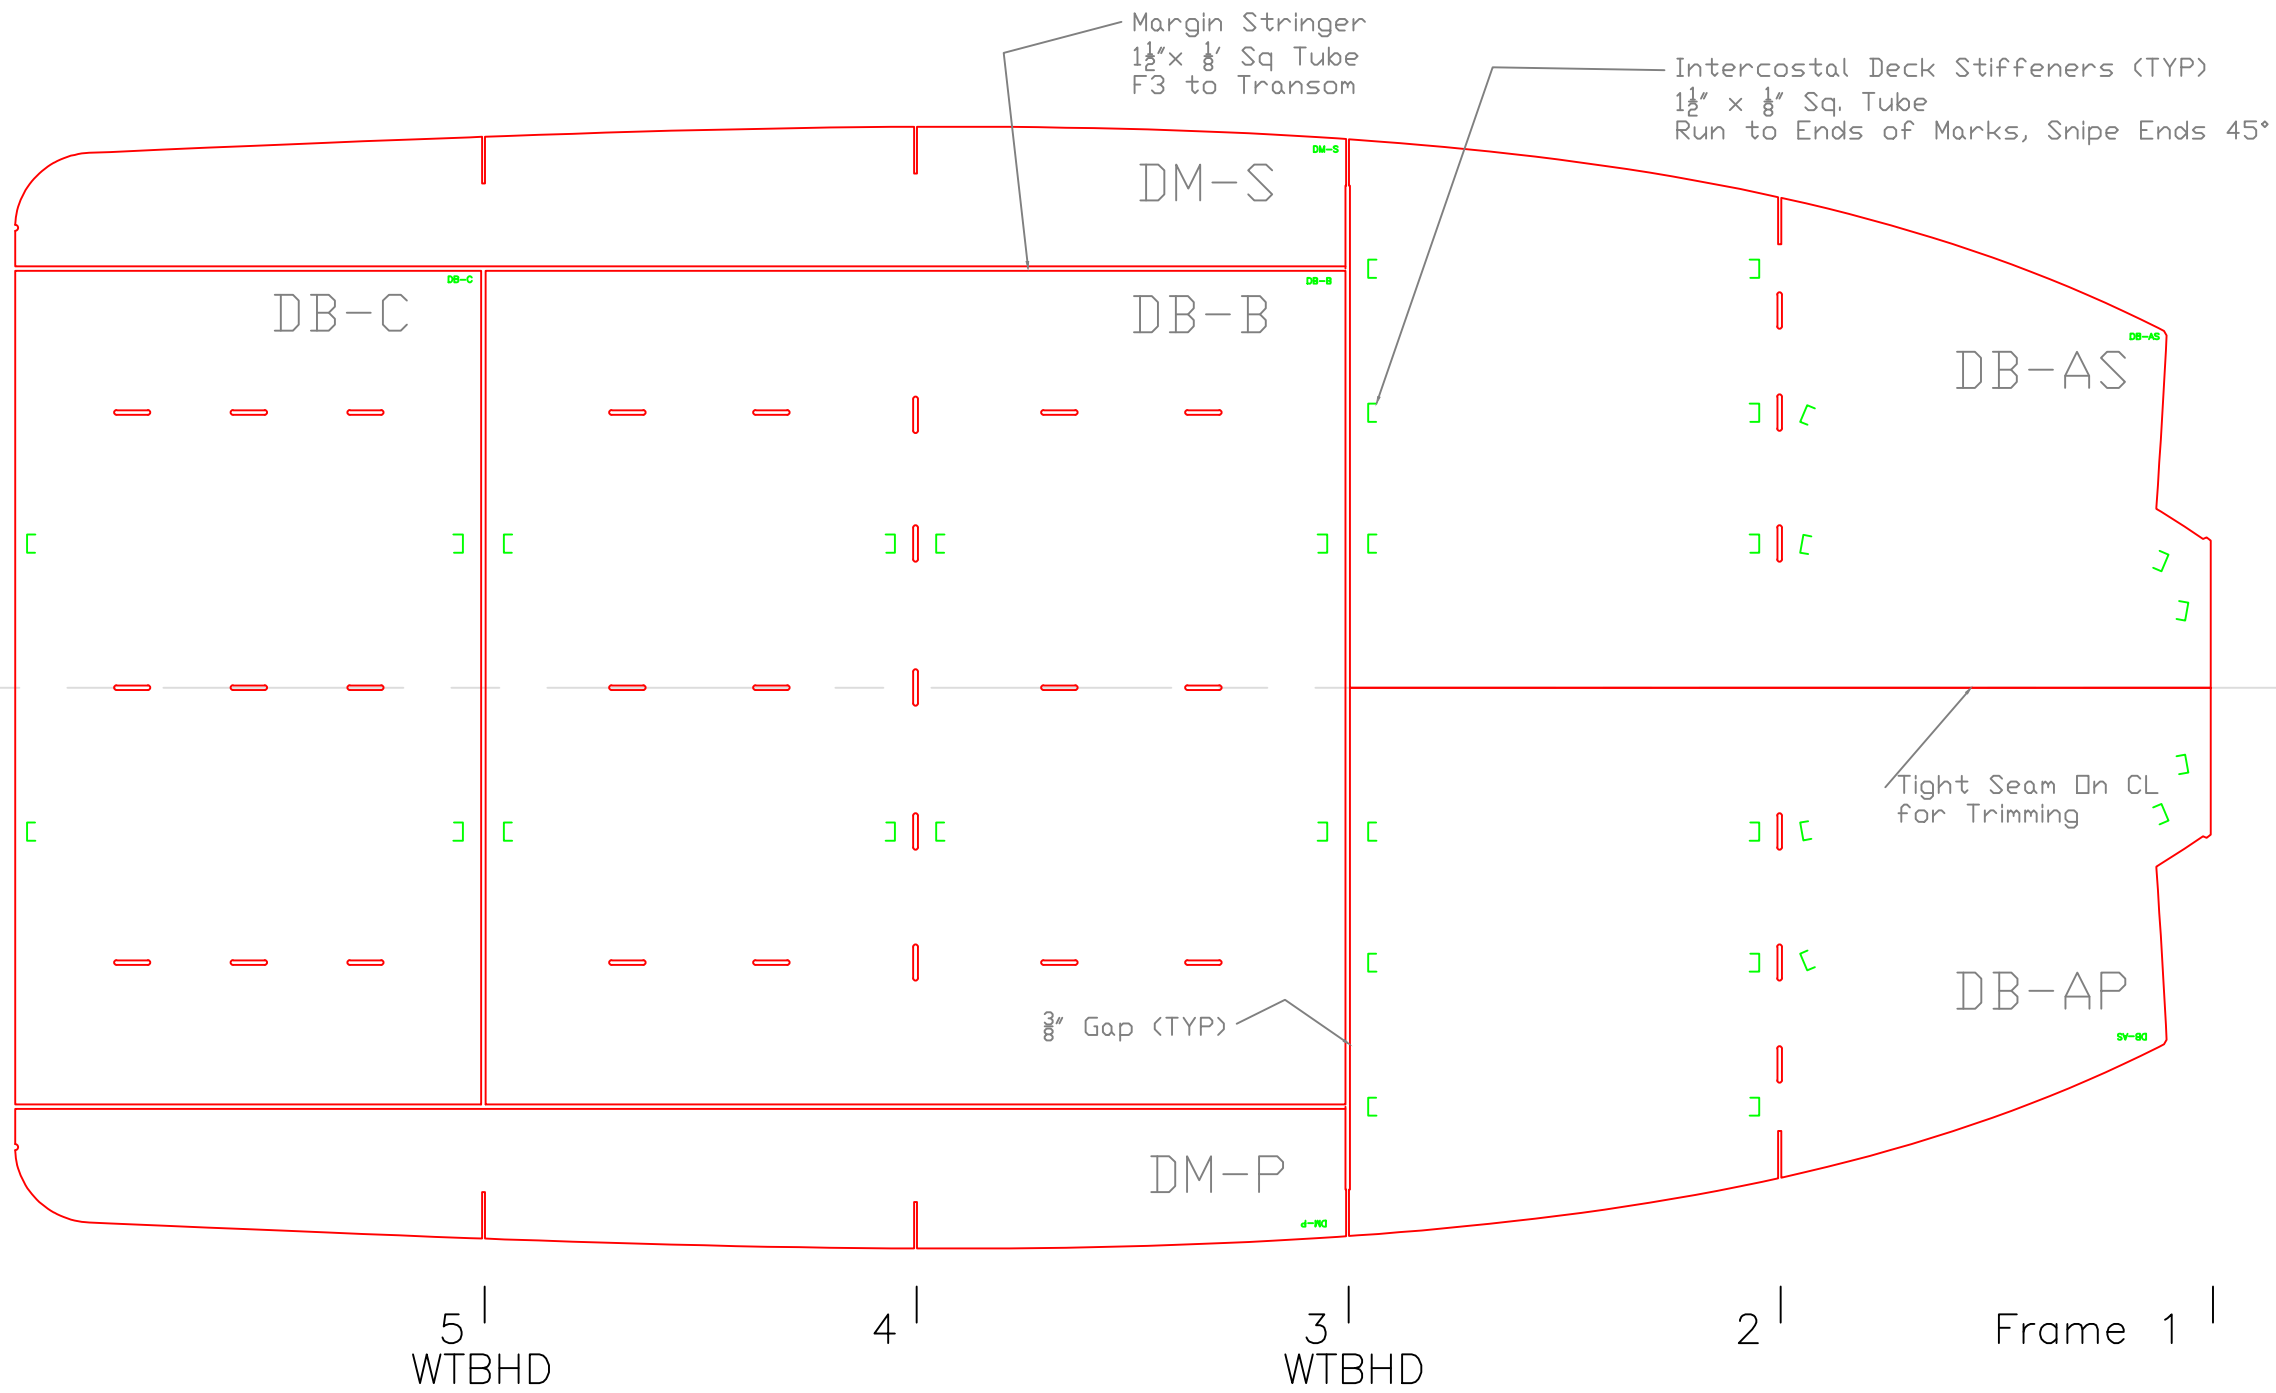 Margin Stringer
1½"x ⅛' Sq Tube
F3 to Transom
Intercostal Deck Stiffeners (TYP)
1½" x ⅛" Sq. Tube
Run to Ends of Marks, Snipe Ends 45°
DM-S
DM-S
DB-C
DB-C
DB-B
DB-B
DB-AS
DB-AS
Tight Seam On CL
for Trimming
DB-AP
DB-AS
⅜" Gap (TYP)
DM-P
DM-P
5
WTBHD
4
3
WTBHD
2
Frame 1